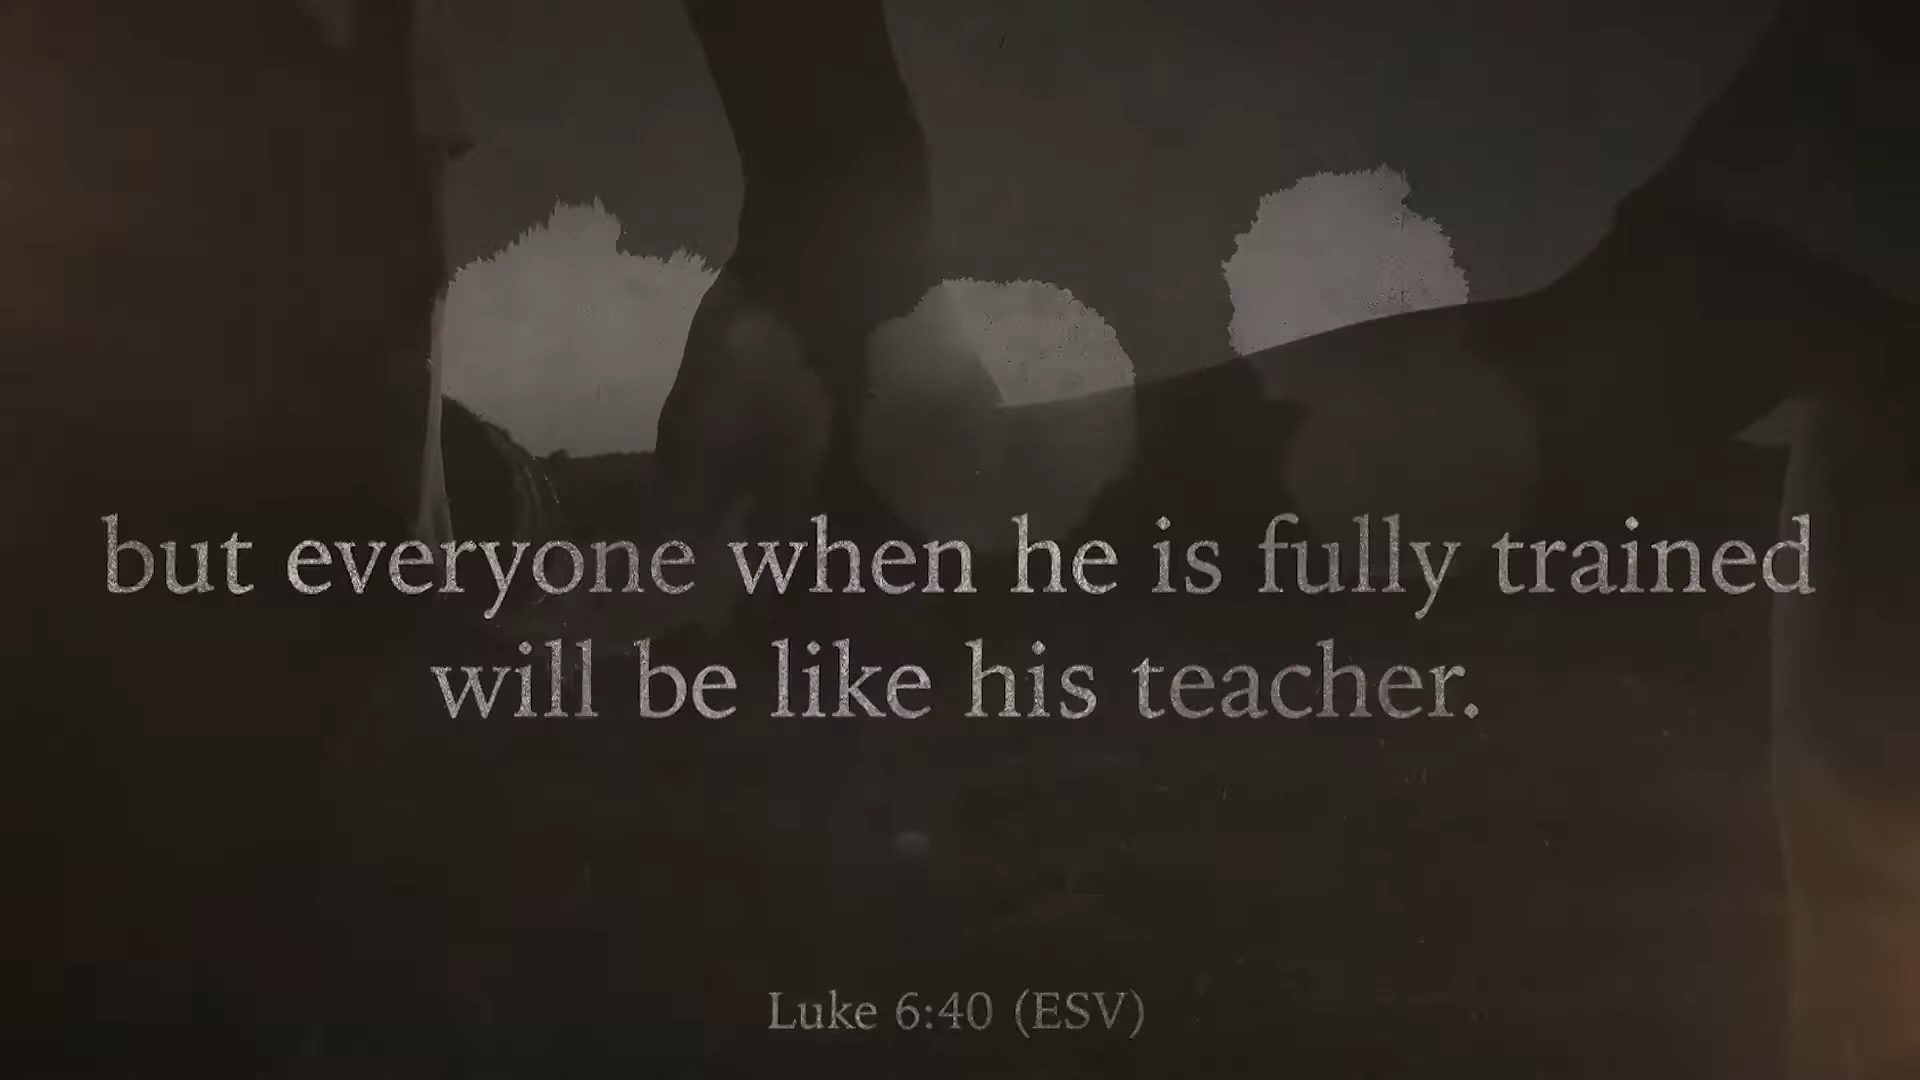 but everyone when he is fully trained
will be like his teacher.
Luke 6:40 (ESV)